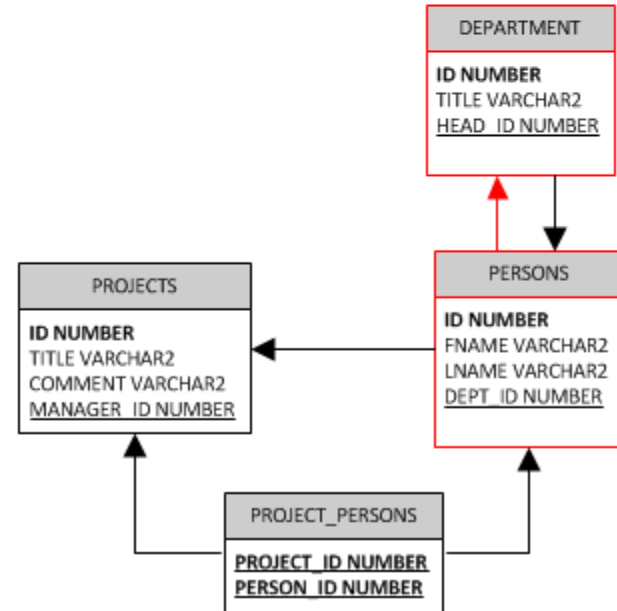 DEPARTMENT
ID NUMBER
TITLE VARCHAR2
HEAD_ID NUMBER
PERSONS
ID NUMBER
FNAME VARCHAR2
LNAME VARCHAR2
DEPT_ID NUMBER
PROJECTS
ID NUMBER
TITLE VARCHAR2
COMMENT VARCHAR2
MANAGER_ID NUMBER
PROJECT_PERSONS
PROJECT_ID NUMBER
PERSON_ID NUMBER